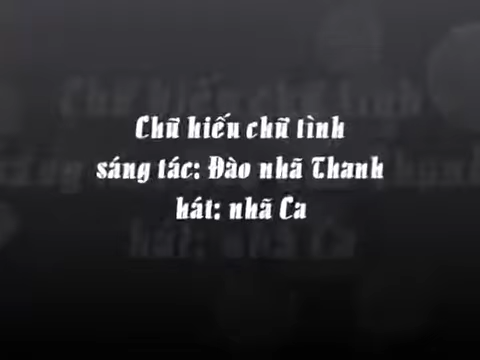 Chữ hiếu chữ tình
sáng tác: Đào nhã Thanh
hát: nhã Ca